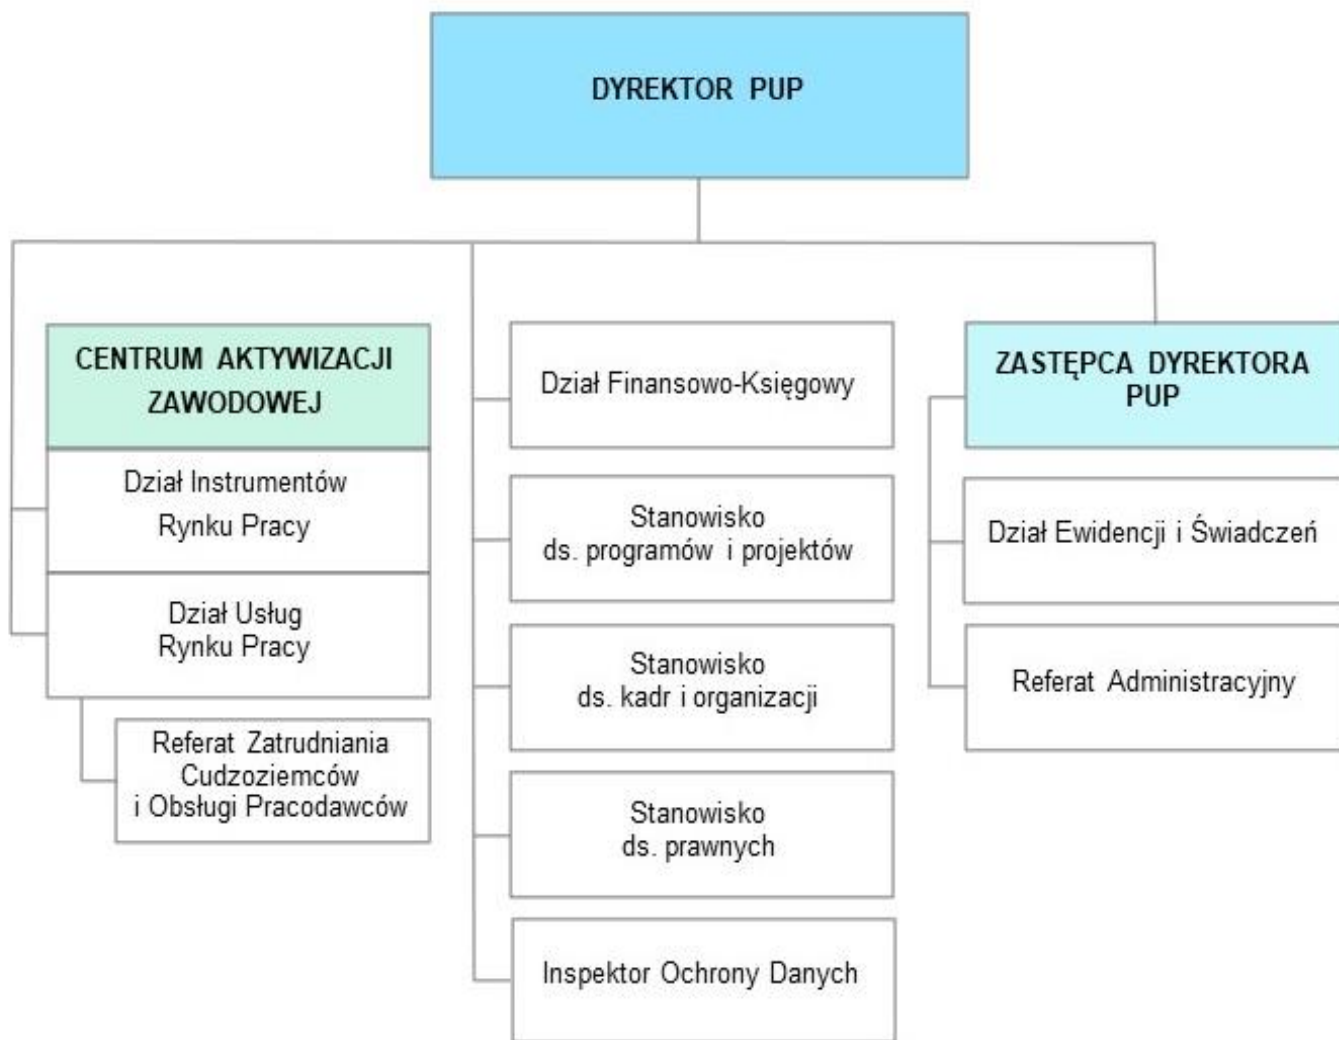 DYREKTOR PUP
CENTRUM AKTYWIZACJI
ZAWODOWEJ
Dział Instrumentów
Rynku Pracy
Dział Usług
Rynku Pracy
Referat Zatrudniania
Cudzoziemców
i Obsługi Pracodawców
Dział Finansowo-Księgowy
Stanowisko
ds. programów i projektów
Stanowisko
ds. kadr i organizacji
Stanowisko
ds. prawnych
Inspektor Ochrony Danych
ZASTĘPCA DYREKTORA
PUP
Dział Ewidencji i Świadczeń
Referat Administracyjny